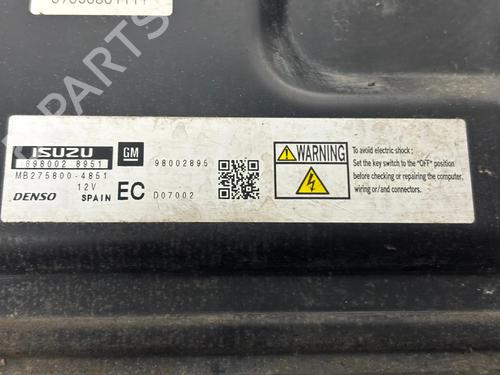 ISUZU GM
898002 8951 98002895
MB275800-4851
12V
DENSO SPAIN EC D07002
WARNING
To avoid electric shock ;
Set the key switch to the "OFF" position
before checking or repairing the computer,
wiring or/and connectors.
B-PARTS